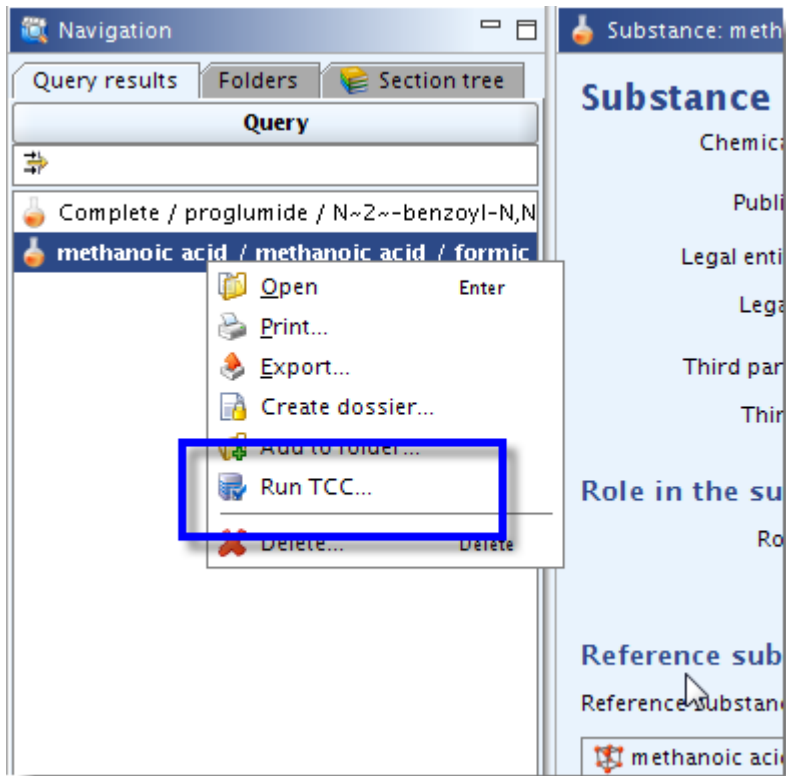 Navigation
Query results Folders Section tree
Query
Complete / proglumide / N~2~-benzoyl-N,N
methanoic acid / methanoic acid / formic
Open Enter
Print...
Export...
Create dossier...
Add to folder...
Run TCC...
Delete... Delete
Substance: meth
Substance
Chemica
Publi
Legal enti
Lega
Third par
Thir
Role in the su
Ro
Reference sub
Reference substan
methanoic aci